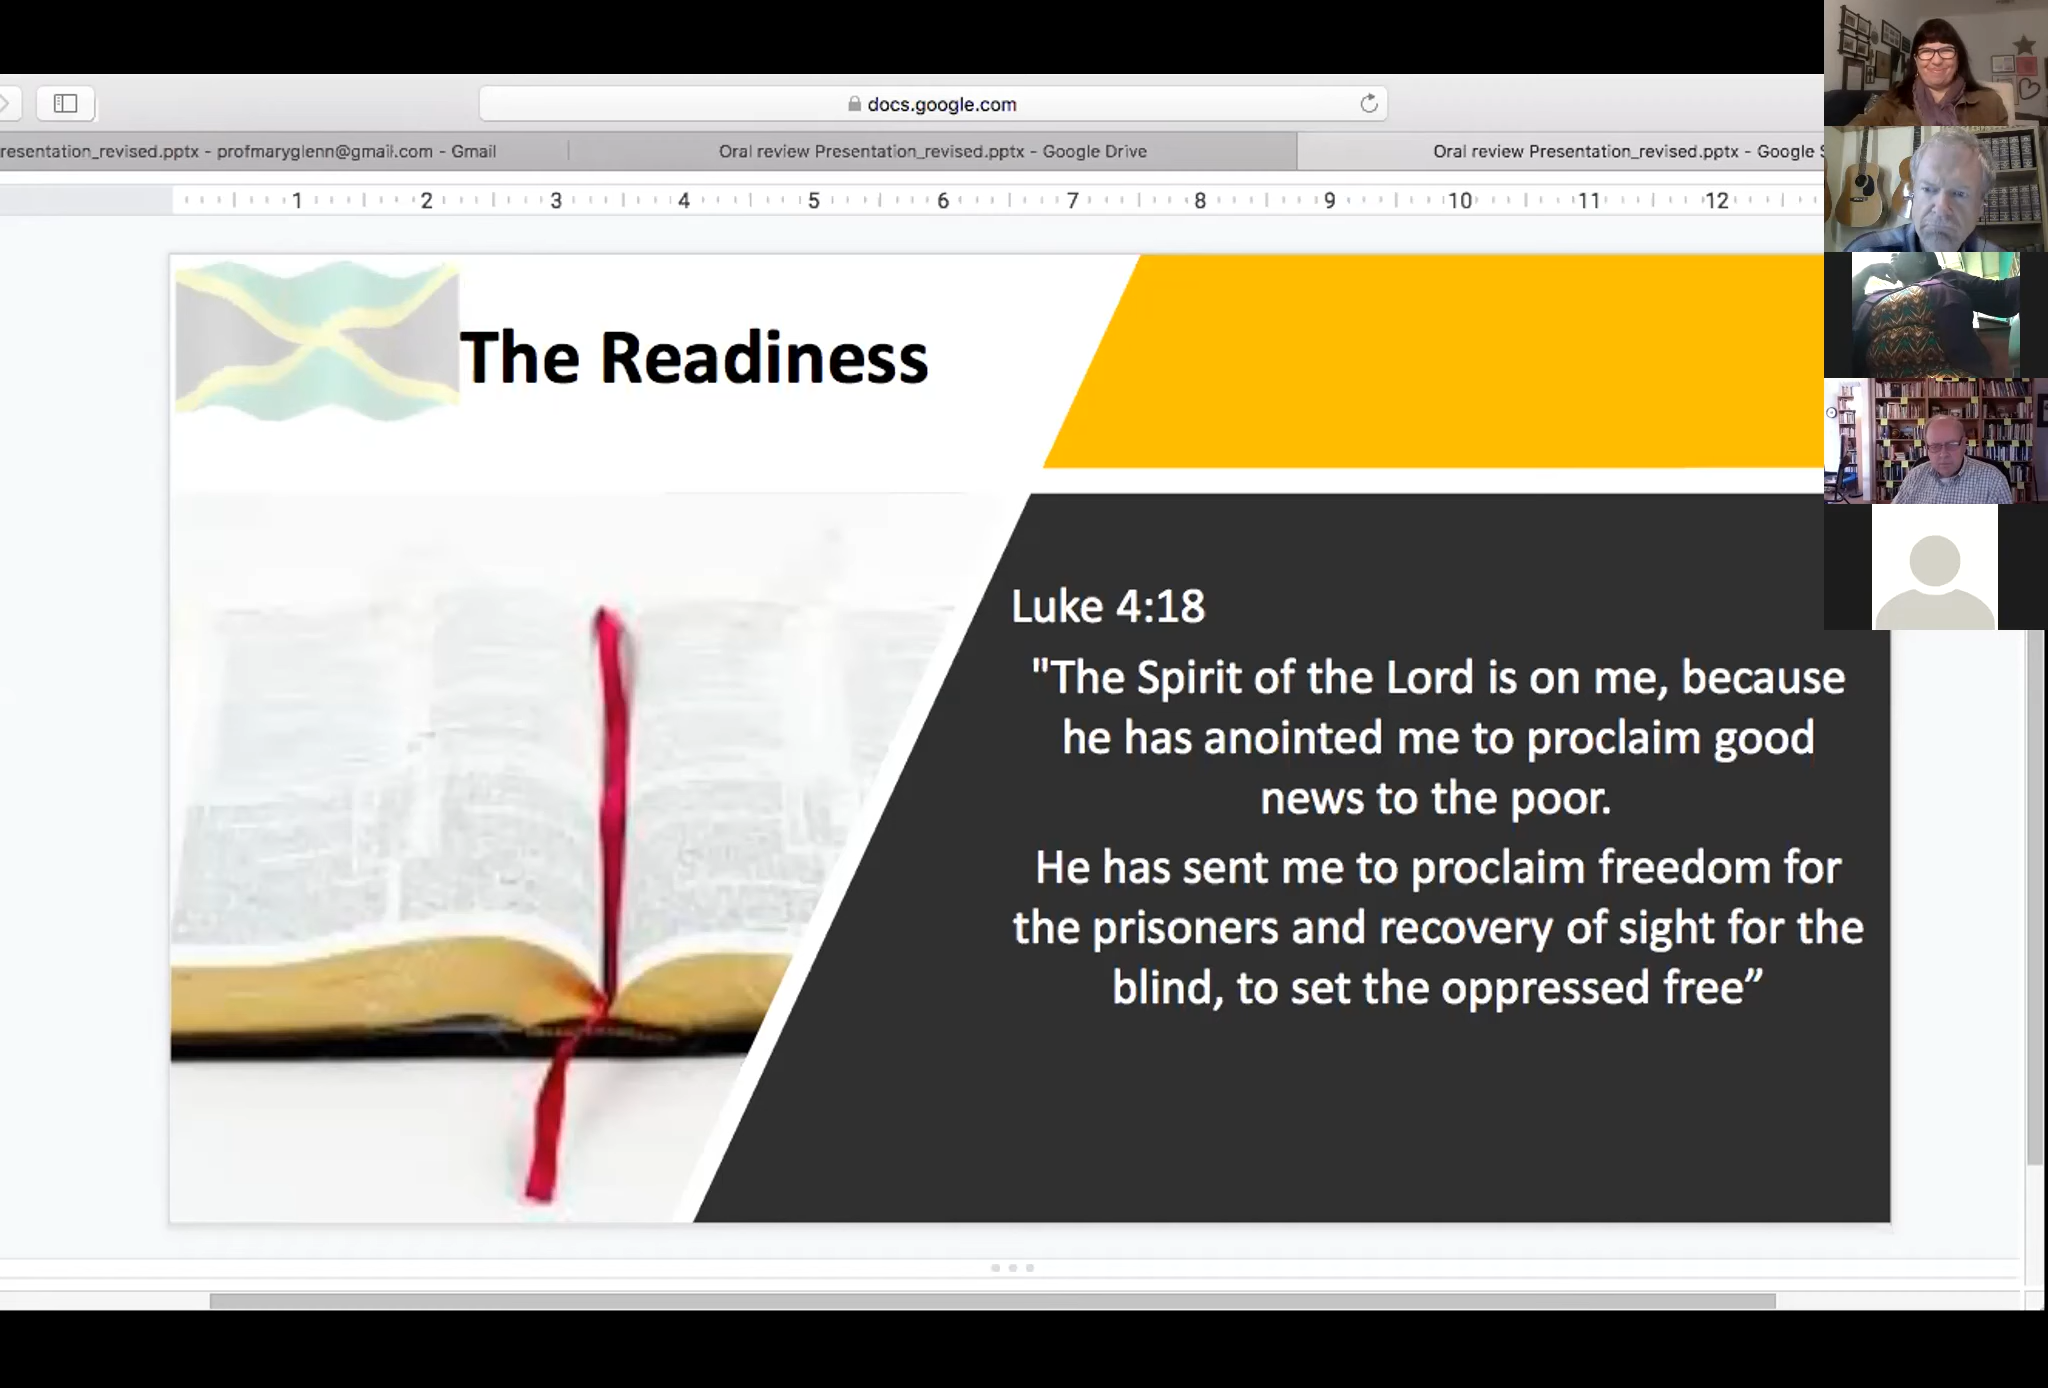 docs.google.com
resentation_revised.pptx - profmaryglenn@gmail.com - Gmail
Oral review Presentation_revised.pptx - Google Drive
Oral review Presentation_revised.pptx - Google S
1 2 3 4 5 6 7 8 9 10 11 12
The Readiness
Luke 4:18
"The Spirit of the Lord is on me, because
he has anointed me to proclaim good
news to the poor.
He has sent me to proclaim freedom for
the prisoners and recovery of sight for the
blind, to set the oppressed free”